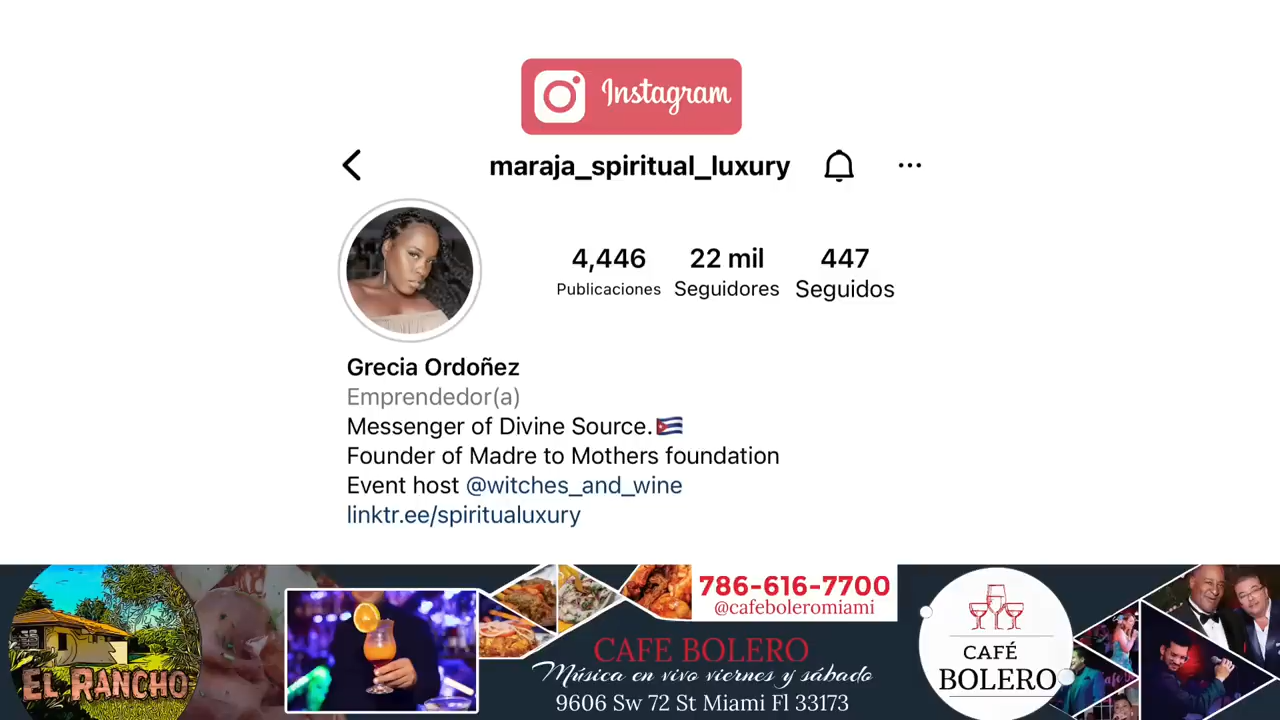 Instagram
maraja_spiritual_luxury
4,446 22 mil 447
Publicaciones Seguidores Seguidos
Grecia Ordoñez
Emprendedor(a)
Messenger of Divine Source.🇨🇺
Founder of Madre to Mothers foundation
Event host @witches_and_wine
linktr.ee/spiritualuxury
EL RANCHO
786-616-7700
@cafeboleromiami
CAFE BOLERO
Música en vivo viernes y sábado
9606 Sw 72 St Miami Fl 33173
CAFÉ
BOLERO